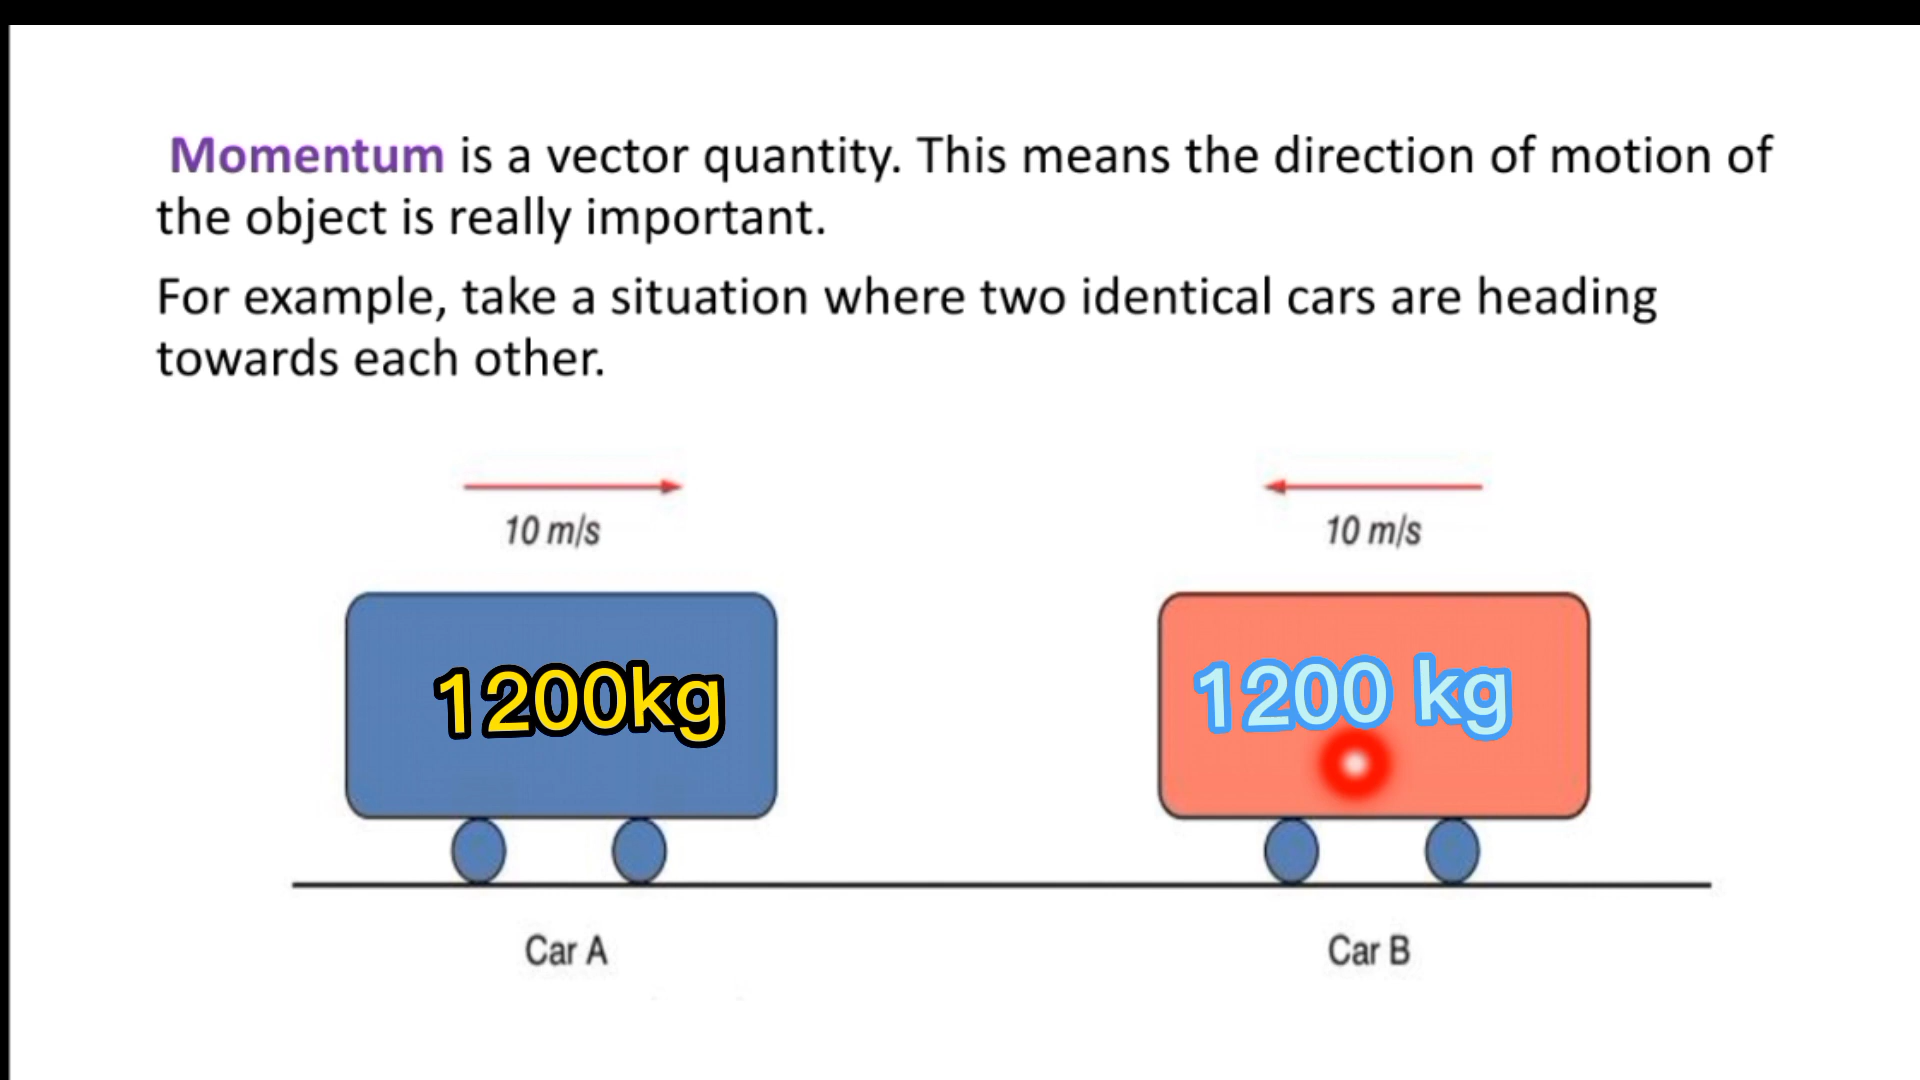 Momentum is a vector quantity. This means the direction of motion of
the object is really important.
For example, take a situation where two identical cars are heading
towards each other.
10 m/s
10 m/s
1200kg
1200 kg
Car A
Car B